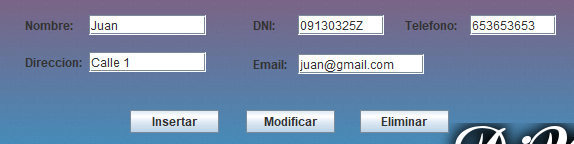 Nombre: Juan DNI: 09130325Z Telefono: 653653653
Direccion: Calle 1 Email: juan@gmail.com
Insertar Modificar Eliminar